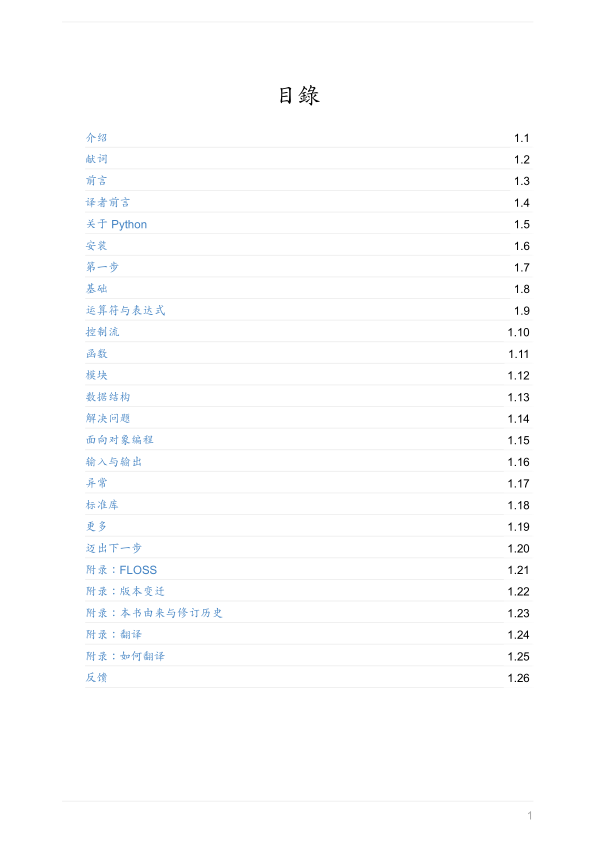 目錄
介绍 1.1
献词 1.2
前言 1.3
译者前言 1.4
关于 Python 1.5
安装 1.6
第一步 1.7
基础 1.8
运算符与表达式 1.9
控制流 1.10
函数 1.11
模块 1.12
数据结构 1.13
解决问题 1.14
面向对象编程 1.15
输入与输出 1.16
异常 1.17
标准库 1.18
更多 1.19
迈出下一步 1.20
附录：FLOSS 1.21
附录：版本变迁 1.22
附录：本书由来与修订历史 1.23
附录：翻译 1.24
附录：如何翻译 1.25
反馈 1.26
1